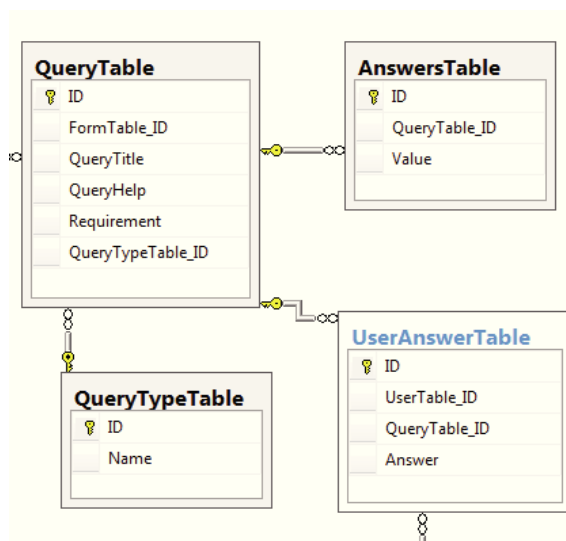 QueryTable
ID
FormTable_ID
QueryTitle
QueryHelp
Requirement
QueryTypeTable_ID
AnswersTable
ID
QueryTable_ID
Value
QueryTypeTable
ID
Name
UserAnswerTable
ID
UserTable_ID
QueryTable_ID
Answer